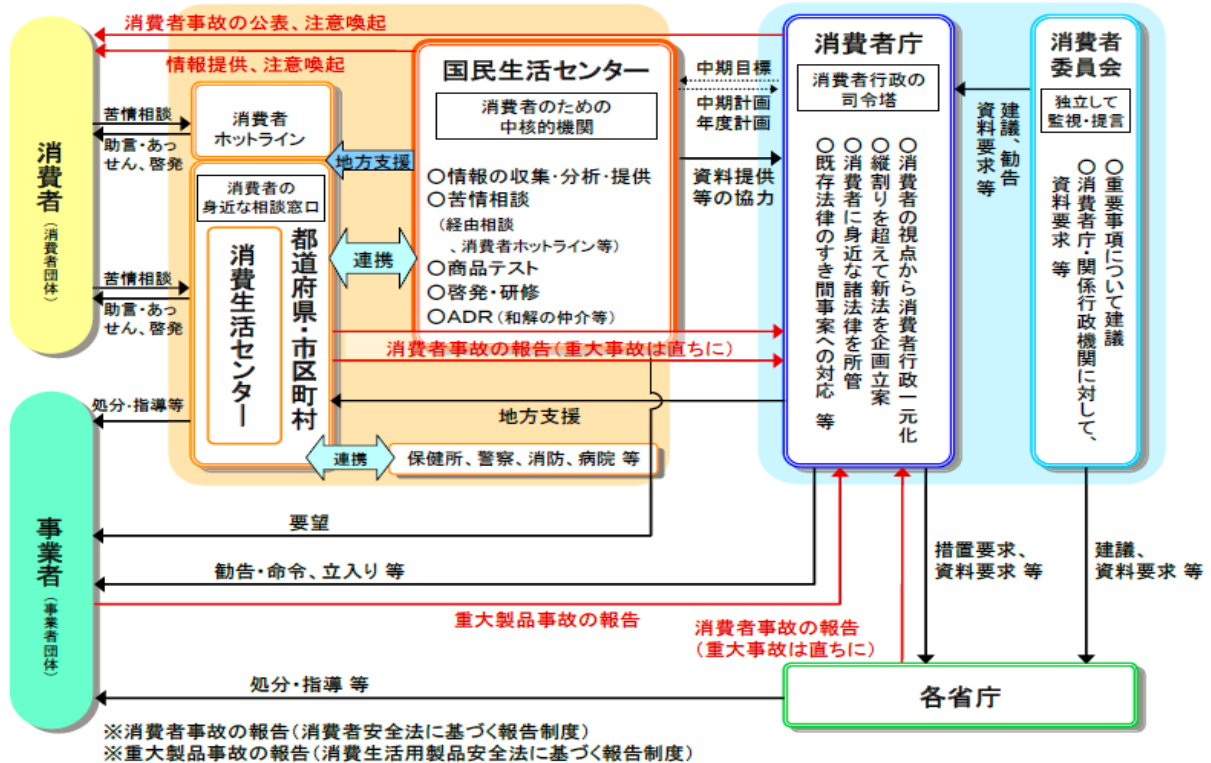 消費者事故の公表、注意喚起
情報提供、注意喚起
消費者(消費者団体)
苦情相談
助言・あっ
せん、啓発
苦情相談
助言・あっ
せん、啓発
処分・指導等
消費者
ホットライン
消費者の
身近な相談窓口
都道府県・市区町村
消費生活センター
地方支援
連携
連携
国民生活センター
消費者のための
中核的機関
○情報の収集・分析・提供
○苦情相談
(経由相談
、消費者ホットライン等)
○商品テスト
○啓発・研修
○ADR(和解の仲介等)
消費者事故の報告(重大事故は直ちに)
地方支援
保健所、警察、消防、病院 等
中期目標
中期計画
年度計画
資料提供
等の協力
消費者庁
消費者行政の
司令塔
○消費者の視点から消費者行政一元化
○縦割りを超えて新法を企画立案
○消費者に身近な諸法律を所管
○既存法律のすき間事案への対応 等
建議、勧告
資料要求 等
消費者
委員会
独立して
監視・提言
○重要事項について建議
○消費者庁・関係行政機関に対して、
資料要求 等
事業者(事業者団体)
要望
勧告・命令、立入り 等
重大製品事故の報告
消費者事故の報告
(重大事故は直ちに)
措置要求、
資料要求 等
建議、
資料要求 等
処分・指導 等
各省庁
※消費者事故の報告(消費者安全法に基づく報告制度)
※重大製品事故の報告(消費生活用製品安全法に基づく報告制度)